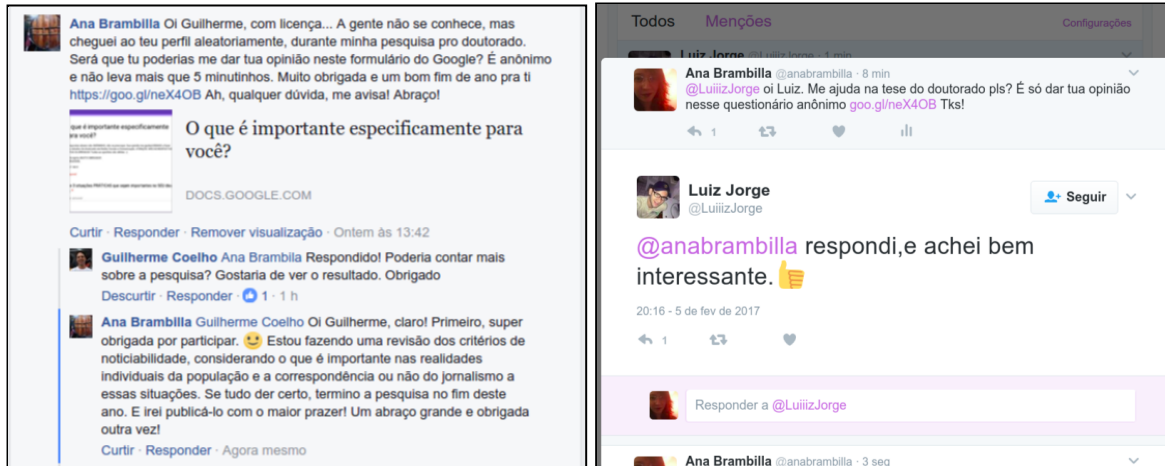 Ana Brambilla Oi Guilherme, com licença... A gente não se conhece, mas
cheguei ao teu perfil aleatoriamente, durante minha pesquisa pro doutorado.
Será que tu poderias me dar tua opinião neste formulário do Google? É anônimo
e não leva mais que 5 minutinhos. Muito obrigada e um bom fim de ano pra ti
https://goo.gl/neX4OB Ah, qualquer dúvida, me avisa! Abraço!
O que é importante especificamente para
você?
DOCS.GOOGLE.COM
Curtir · Responder · Remover visualização · Ontem às 13:42
Guilherme Coelho Ana Brambila Respondido! Poderia contar mais
sobre a pesquisa? Gostaria de ver o resultado. Obrigado
Descurtir · Responder · 1 · 1 h
Ana Brambilla Guilherme Coelho Oi Guilherme, claro! Primeiro, super
obrigada por participar. Estou fazendo uma revisão dos critérios de
noticiabilidade, considerando o que é importante nas realidades
individuais da população e a correspondência ou não do jornalismo a
essas situações. Se tudo der certo, termino a pesquisa no fim deste
ano. E irei publicá-lo com o maior prazer! Um abraço grande e obrigada
outra vez!
Curtir · Responder · Agora mesmo
Todos Menções Configurações
Luiz Jorge @LuiiizJorge · 1 min
Ana Brambilla @anabrambilla · 8 min
@LuiiizJorge oi Luiz. Me ajuda na tese do doutorado pls? É só dar tua opinião
nesse questionário anônimo goo.gl/neX4OB Tks!
1
Luiz Jorge
@LuiiizJorge
Seguir
@anabrambilla respondi,e achei bem
interessante.👍
20:16 - 5 de fev de 2017
1
Responder a @LuiiizJorge
Ana Brambilla @anabrambilla · 3 seg